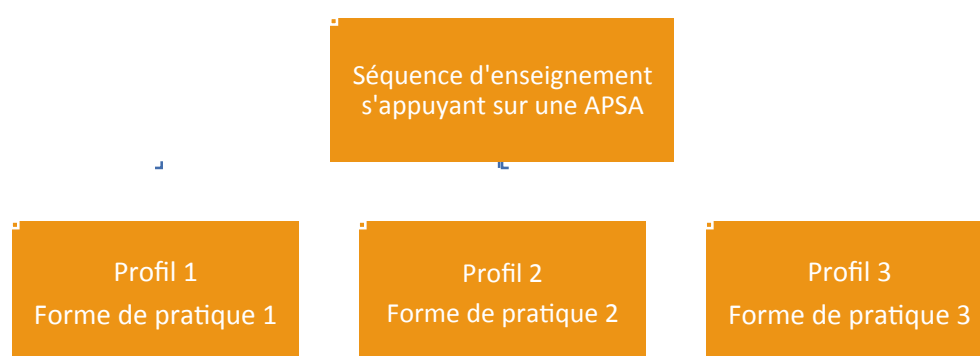 Séquence d'enseignement
s'appuyant sur une APSA
Profil 1
Forme de pratique 1
Profil 2
Forme de pratique 2
Profil 3
Forme de pratique 3